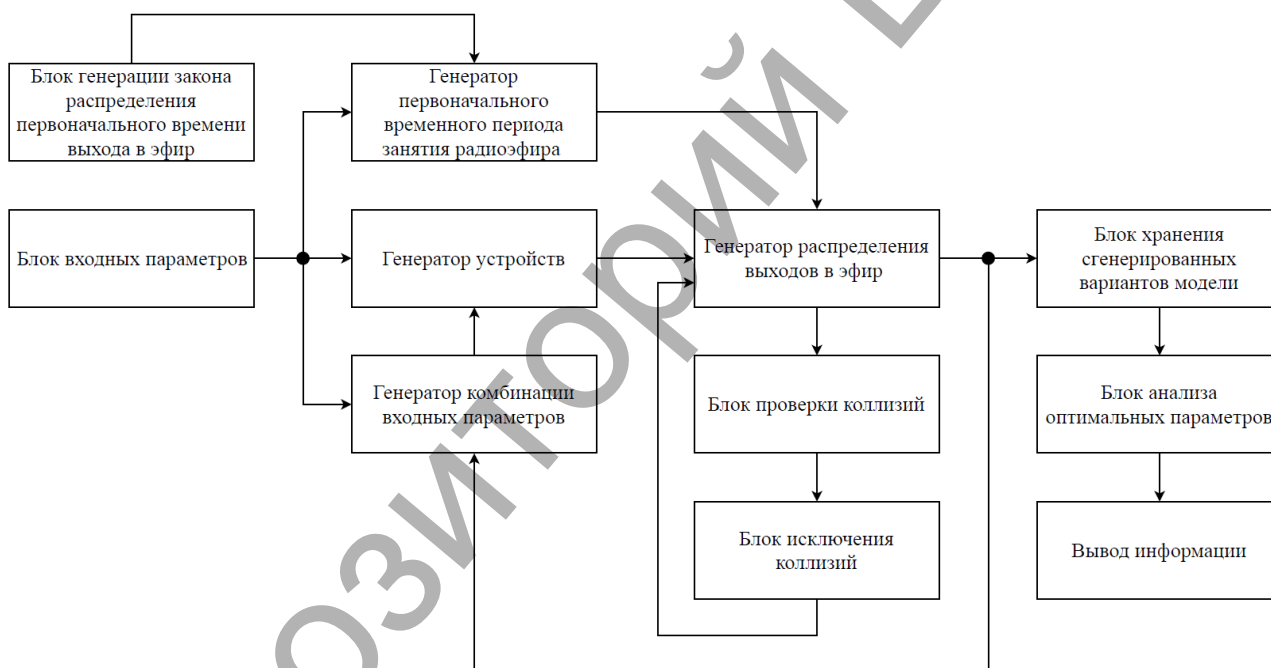 Блок генерации закона
распределения
первоначального времени
выхода в эфир
Генератор
первоначального
временного периода
занятия радиоэфира
Блок входных параметров
Генератор устройств
Генератор распределения
выходов в эфир
Блок хранения
сгенерированных
вариантов модели
Генератор комбинации
входных параметров
Блок проверки коллизий
Блок анализа
оптимальных параметров
Блок исключения
коллизий
Вывод информации